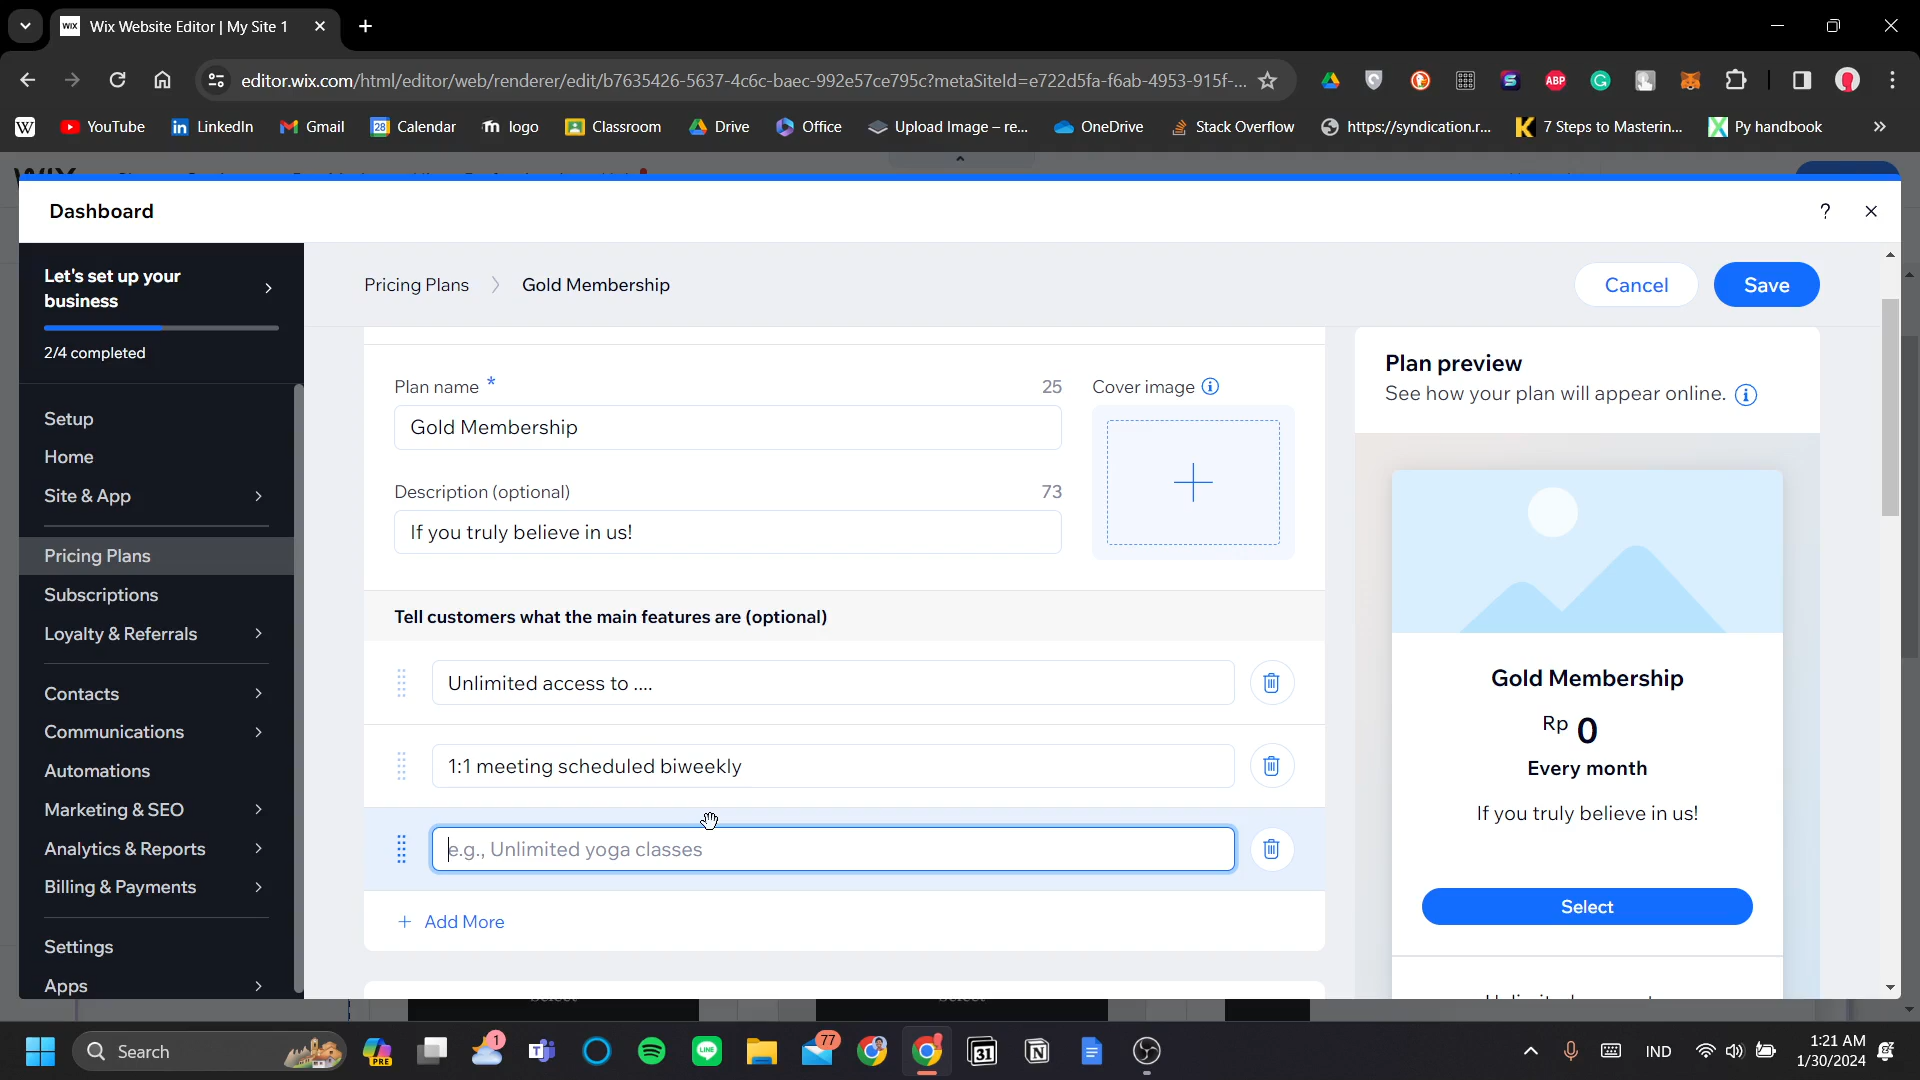 Wix Website Editor | My Site 1
editor.wix.com/html/editor/web/renderer/edit/b7635426-5637-4c6c-baec-992e57ce795c?metaSiteId=e722d5fa-f6ab-4953-915f-...
YouTube
LinkedIn
Gmail
Calendar
logo
Classroom
Drive
Office
Upload Image – re...
OneDrive
Stack Overflow
https://syndication.r...
7 Steps to Masterin...
Py handbook
Dashboard
?
Let's set up your
business
2/4 completed
Setup
Home
Site & App
Pricing Plans
Subscriptions
Loyalty & Referrals
Contacts
Communications
Automations
Marketing & SEO
Analytics & Reports
Billing & Payments
Settings
Apps
Pricing Plans > Gold Membership
Cancel
Save
Plan name *
25
Gold Membership
Cover image
Description (optional)
73
If you truly believe in us!
Tell customers what the main features are (optional)
Unlimited access to ....
1:1 meeting scheduled biweekly
e.g., Unlimited yoga classes
+ Add More
Plan preview
See how your plan will appear online.
Gold Membership
Rp 0
Every month
If you truly believe in us!
Select
Search
PRE
1
77
31
IND
1:21 AM
1/30/2024